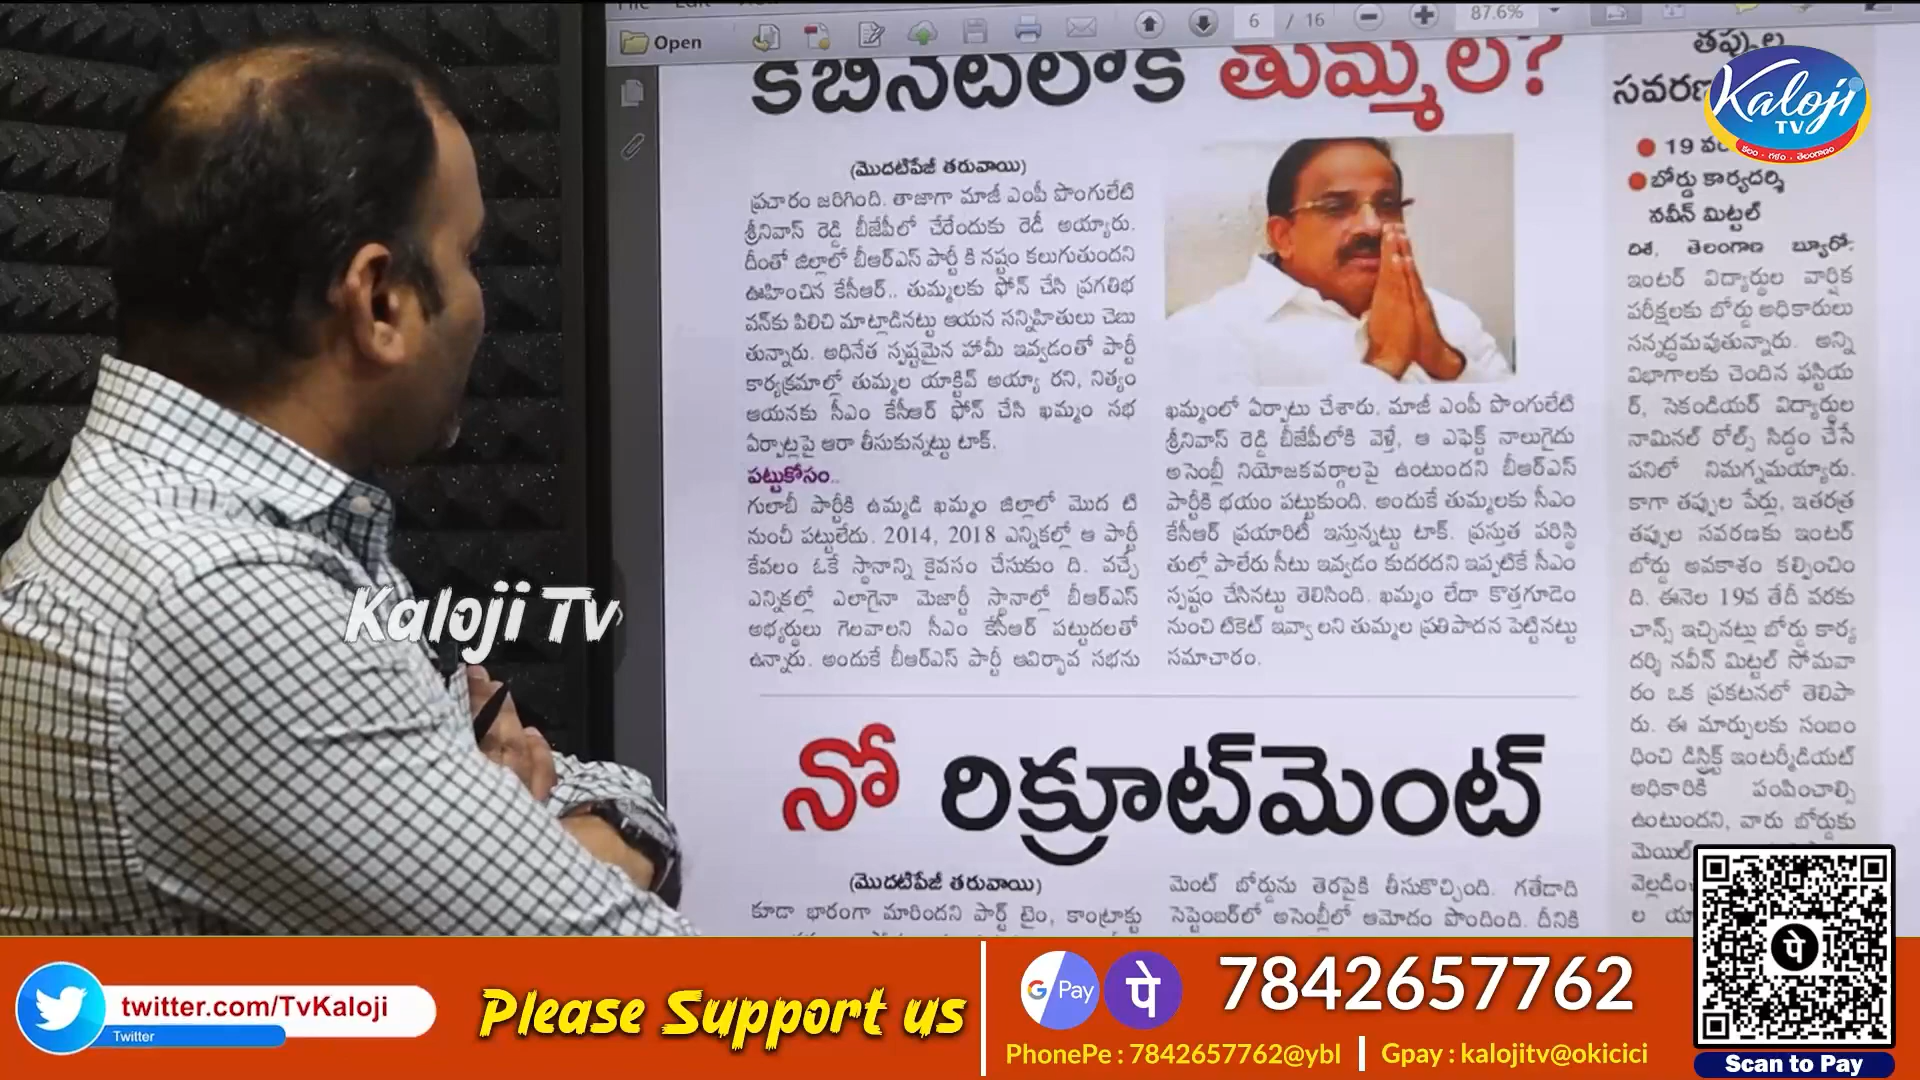 Open
6 / 16
87.6%
కేబినెట్‌లోకి తుమ్మల?
(మొదటిపేజీ తరువాయి)
ప్రచారం జరిగింది. తాజాగా మాజీ ఎంపీ పొంగులేటి
శ్రీనివాస్ రెడ్డి బీజేపీలో చేరేందుకు రెడీ అయ్యారు.
దీంతో జిల్లాలో బీఆర్ఎస్ పార్టీ కి నష్టం కలుగుతుందని
ఊహించిన కేసీఆర్.. తుమ్మలకు ఫోన్ చేసి ప్రగతిభ
వన్‌కు పిలిచి మాట్లాడినట్టు ఆయన సన్నిహితులు చెబు
తున్నారు. అధినేత స్పష్టమైన హామీ ఇవ్వడంతో పార్టీ
కార్యక్రమాల్లో తుమ్మల యాక్టివ్ అయ్యా రని, నిత్యం
ఆయనకు సీఎం కేసీఆర్ ఫోన్ చేసి ఖమ్మం సభ
ఏర్పాట్లపై ఆరా తీసుకున్నట్టు టాక్.
పట్టుకోసం..
గులాబీ పార్టీకి ఉమ్మడి ఖమ్మం జిల్లాలో మొద టి
నుంచీ పట్టులేదు. 2014, 2018 ఎన్నికల్లో ఆ పార్టీ
కేవలం ఓకే స్థానాన్ని కైవసం చేసుకుం ది. వచ్చే
ఎన్నికల్లో ఎలాగైనా మెజార్టీ స్థానాల్లో బీఆర్ఎస్
అభ్యర్థులు గెలవాలని సీఎం కేసీఆర్ పట్టుదలతో
ఉన్నారు. అందుకే బీఆర్ఎస్ పార్టీ ఆవిర్భావ సభను
ఖమ్మంలో ఏర్పాటు చేశారు. మాజీ ఎంపీ పొంగులేటి
శ్రీనివాస్ రెడ్డి బీజేపీలోకి వెళ్తే, ఆ ఎఫెక్ట్ నాలుగైదు
అసెంబ్లీ నియోజకవర్గాలపై ఉంటుందని బీఆర్ఎస్
పార్టీకి భయం పట్టుకుంది. అందుకే తుమ్మలకు సీఎం
కేసీఆర్ ప్రయారిటీ ఇస్తున్నట్టు టాక్. ప్రస్తుత పరిస్థి
తుల్లో పాలేరు సీటు ఇవ్వడం కుదరదని ఇప్పటికే సీఎం
స్పష్టం చేసినట్టు తెలిసింది. ఖమ్మం లేదా కొత్తగూడెం
నుంచి టికెట్ ఇవ్వా లని తుమ్మల ప్రతిపాదన పెట్టినట్టు
సమాచారం.
నో రిక్రూట్‌మెంట్
(మొదటిపేజీ తరువాయి)
కూడా భారంగా మారిందని పార్ట్ టైం, కాంట్రాక్టు
మెంట్ బోర్డును తెరపైకి తీసుకొచ్చింది. గతేడాది
సెప్టెంబర్‌లో అసెంబ్లీలో ఆమోదం పొందింది. దీనికి
తప్పుల
సవరణ
19
బోర్డు కార్యదర్శి
నవీన్ మిట్టల్
దిశ, తెలంగాణ బ్యూరో:
ఇంటర్ విద్యార్థుల వార్షిక
పరీక్షలకు బోర్డు అధికారులు
సన్నద్ధమవుతున్నారు. అన్ని
విభాగాలకు చెందిన ఫస్టియ
ర్, సెకండియర్ విద్యార్థుల
నామినల్ రోల్స్ సిద్ధం చేసే
పనిలో నిమగ్నమయ్యారు.
కాగా తప్పుల పేర్లు, ఇతరత్ర
తప్పుల సవరణకు ఇంటర్
బోర్డు అవకాశం కల్పించిం
ది. ఈనెల 19వ తేదీ వరకు
చాన్స్ ఇచ్చినట్లు బోర్డు కార్య
దర్శి నవీన్ మిట్టల్ సోమవా
రం ఒక ప్రకటనలో తెలిపా
రు. ఈ మార్పులకు సంబం
ధించి డిస్ట్రిక్ట్ ఇంటర్మీడియట్
అధికారికి పంపించాల్సి
ఉంటుందని, వారు బోర్డుకు
మెయిల్
Kaloji
TV
కలం - గళం - తెలంగాణం
Kaloji Tv
twitter.com/TvKaloji
Twitter
Please Support us
G Pay
पे
7842657762
PhonePe : 7842657762@ybl | Gpay : kalojitv@okicici
पे
Scan to Pay